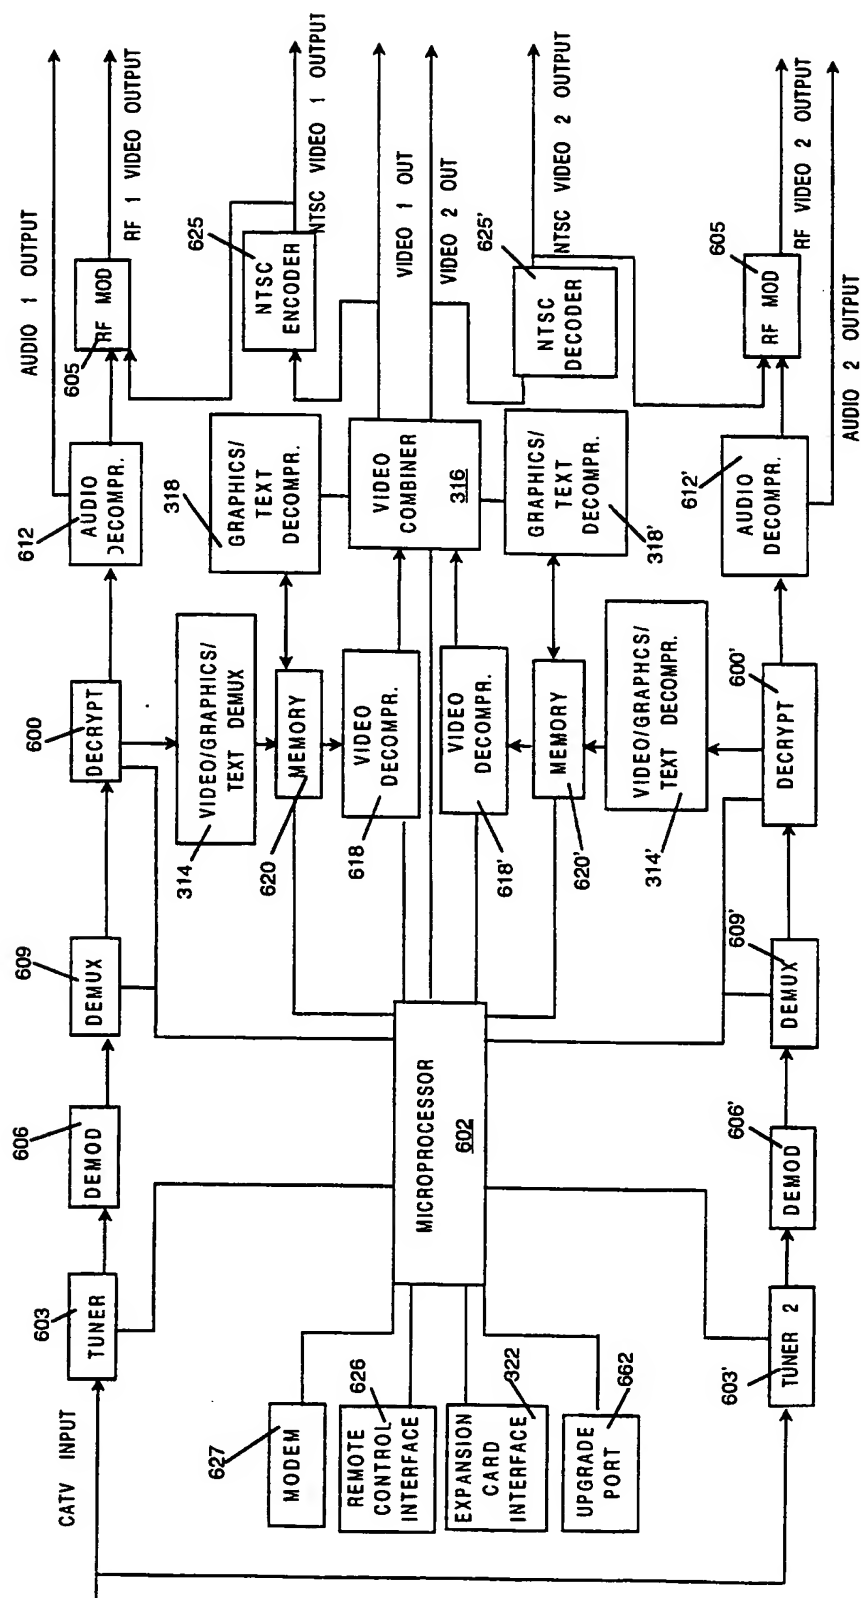 CATV INPUT
603
TUNER
606
DEMOD
609
DEMUX
600
DECRYPT
612
AUDIO
DECOMPR.
605
RF MOD
AUDIO 1 OUTPUT
RF 1 VIDEO OUTPUT
314
VIDEO/GRAPHICS/
TEXT DEMUX
318
GRAPHICS/
TEXT
DECOMPR.
625
NTSC
ENCODER
NTSC VIDEO 1 OUTPUT
627
MODEM
620
MEMORY
618
VIDEO
DECOMPR.
626
REMOTE
CONTROL
INTERFACE
MICROPROCESSOR
602
VIDEO
COMBINER
316
VIDEO 1 OUT
VIDEO 2 OUT
322
EXPANSION
CARD
INTERFACE
618'
VIDEO
DECOMPR.
GRAPHICS/
TEXT
DECOMPR.
318'
625'
NTSC
DECODER
NTSC VIDEO 2 OUTPUT
662
UPGRADE
PORT
620'
MEMORY
314'
VIDEO/GRAPHCS/
TEXT DECOMPR.
603'
TUNER 2
606'
DEMOD
609'
DEMUX
600'
DECRYPT
612'
AUDIO
DECOMPR.
605
RF MOD
RF VIDEO 2 OUTPUT
AUDIO 2 OUTPUT